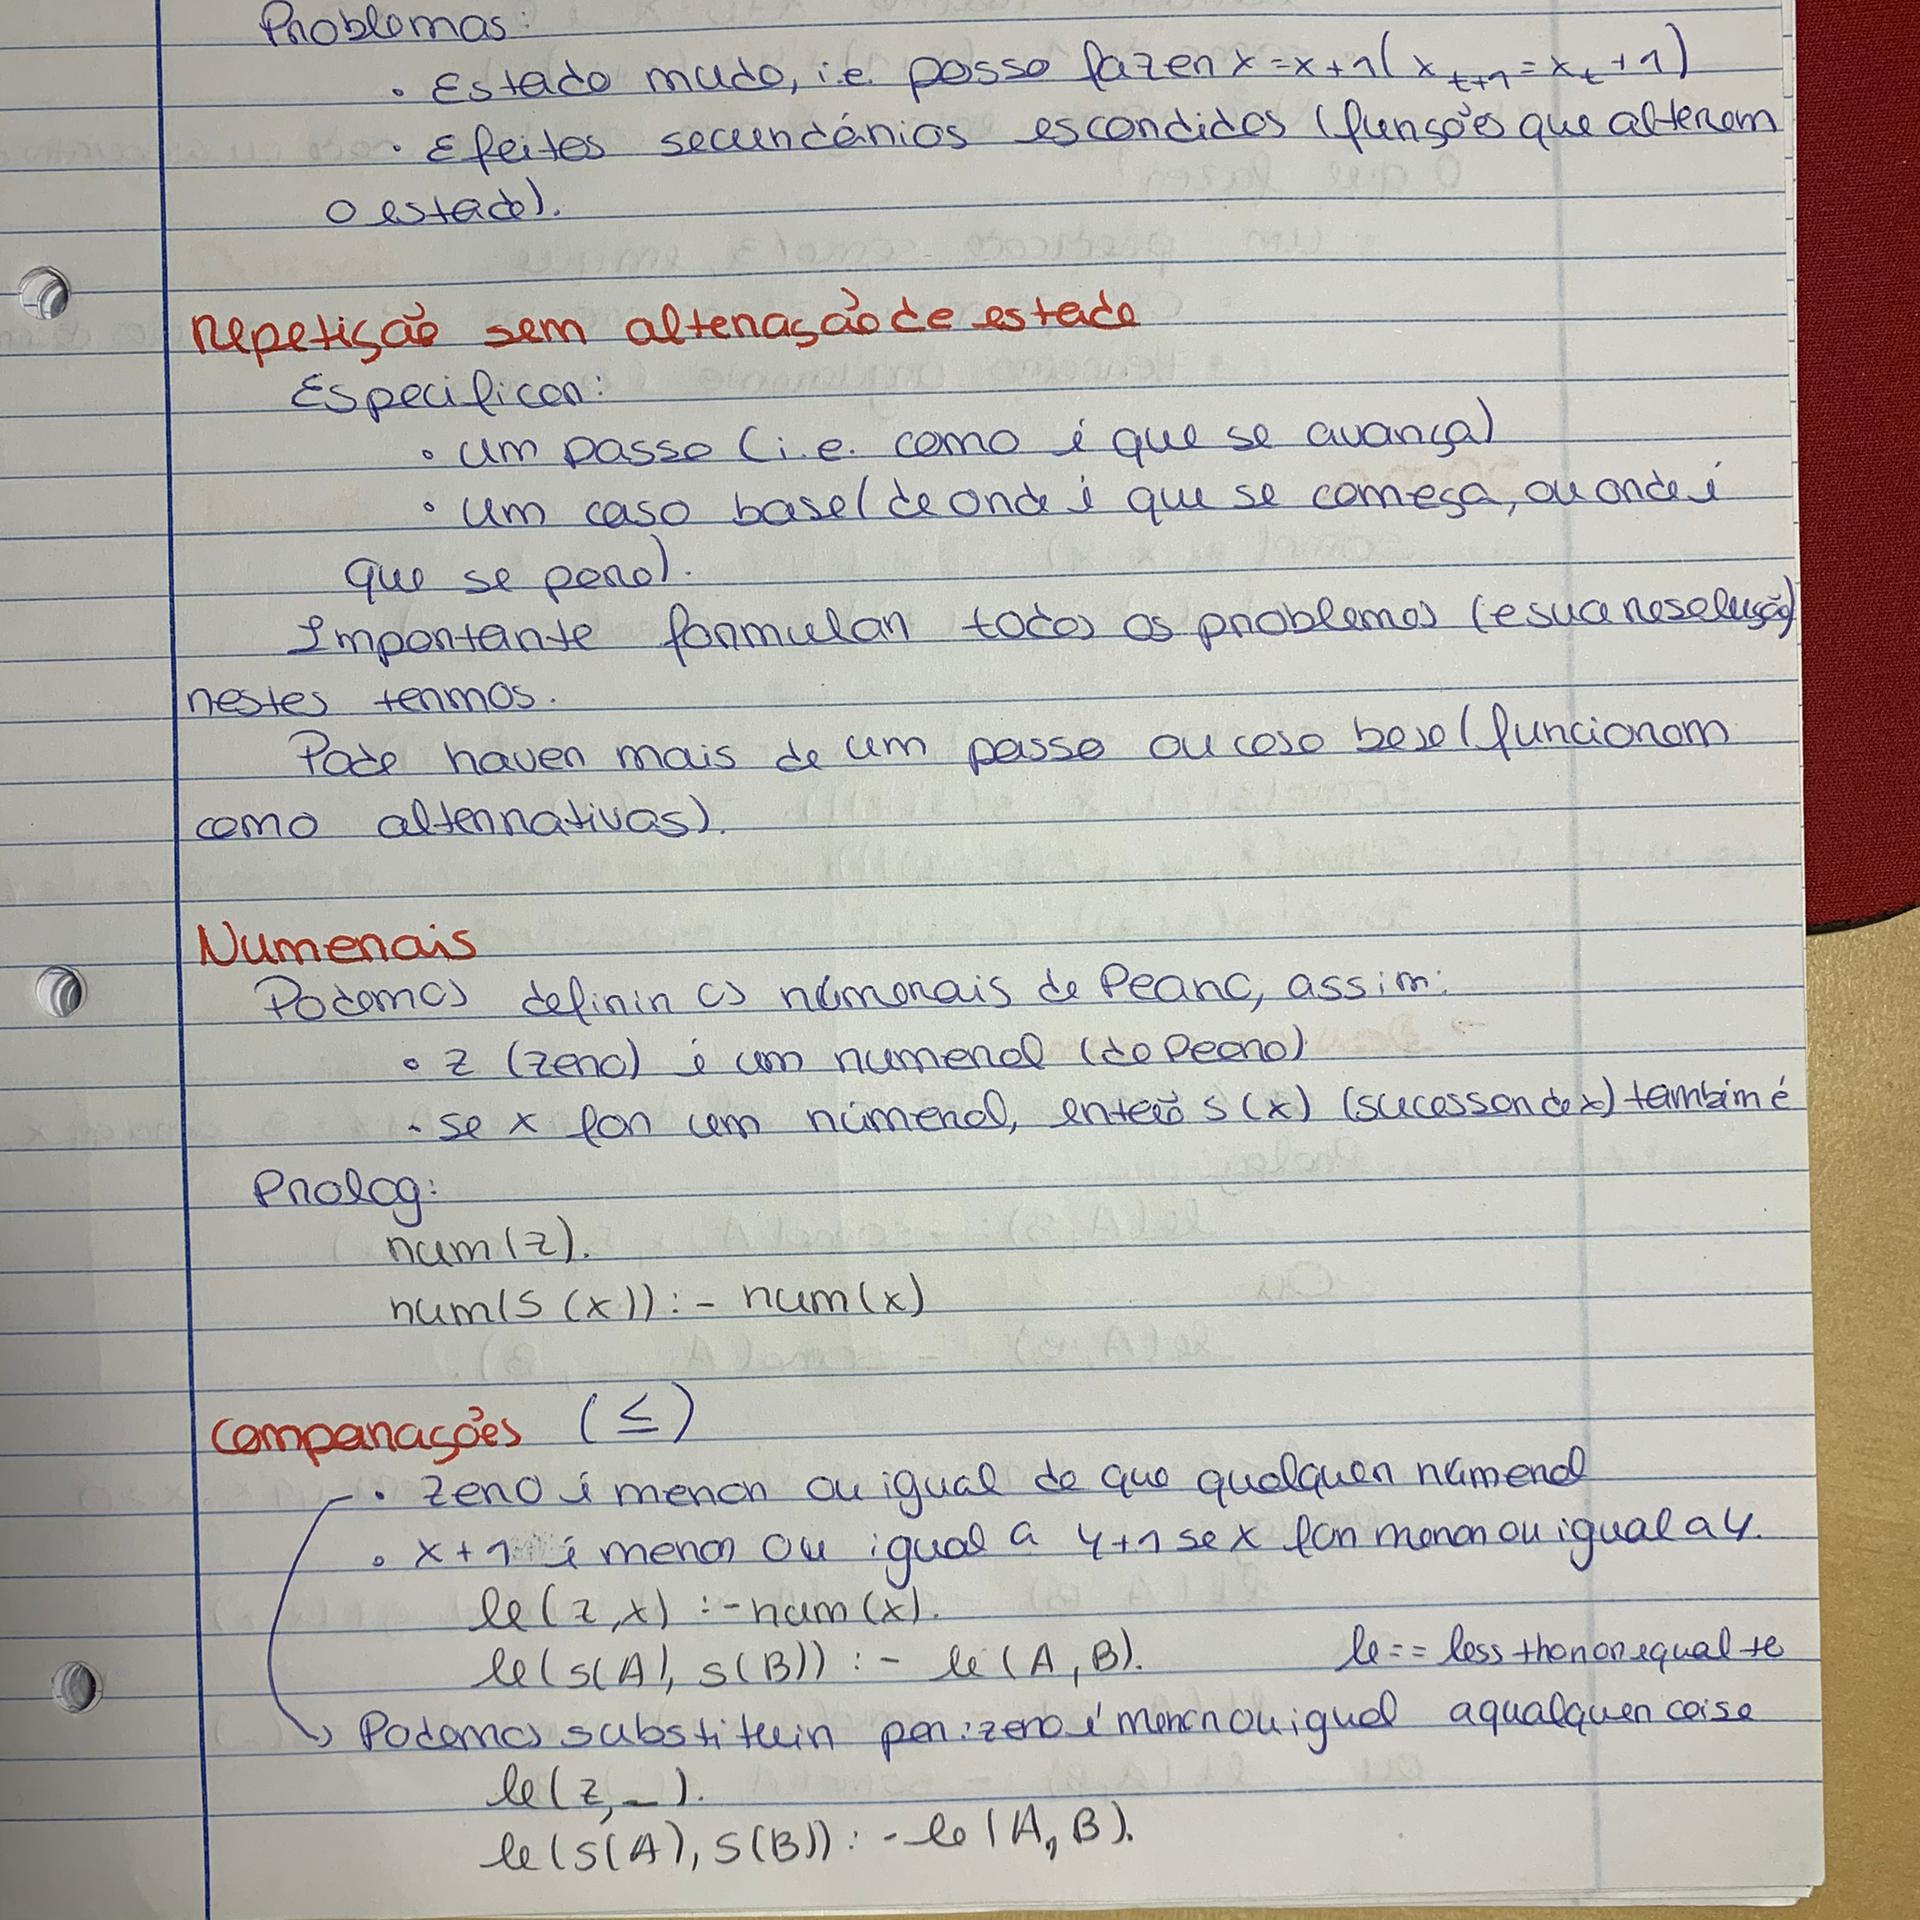 Problemas:
• Estado mudo, i.e. posso fazer x = x+1 ( x_{t+1} = x_t + 1 )
• Efeitos secundários escondidos (funções que alteram
o estado).
Repetição sem alteração de estado
Especificar:
• um passo (i.e. como é que se avança)
• um caso base (de onde é que se começa, ou onde é
que se para).
Importante formular todos os problemas (e sua resolução)
nestes termos.
Pode haver mais de um passo ou caso base (funcionam
como alternativas).
Numerais
Podemos definir os númerais de Peano, assim:
• z (zero) é um numeral (do Peano)
• se x for um númeral, então s(x) (sucessor de x) também é
Prolog:
num(z).
num(s(x)) :- num(x)
Comparações (≤)
• zero é menor ou igual do que qualquer numeral
• x+1 é menor ou igual a y+1 se x for menor ou igual a y.
le(z,x) :- num(x).
le(s(A), s(B)) :- le(A,B).
le == less than or equal to
↳ Podemos substituir por: zero é menor ou igual a qualquer coisa
le(z,_).
le(s(A), s(B)) :- le(A,B).